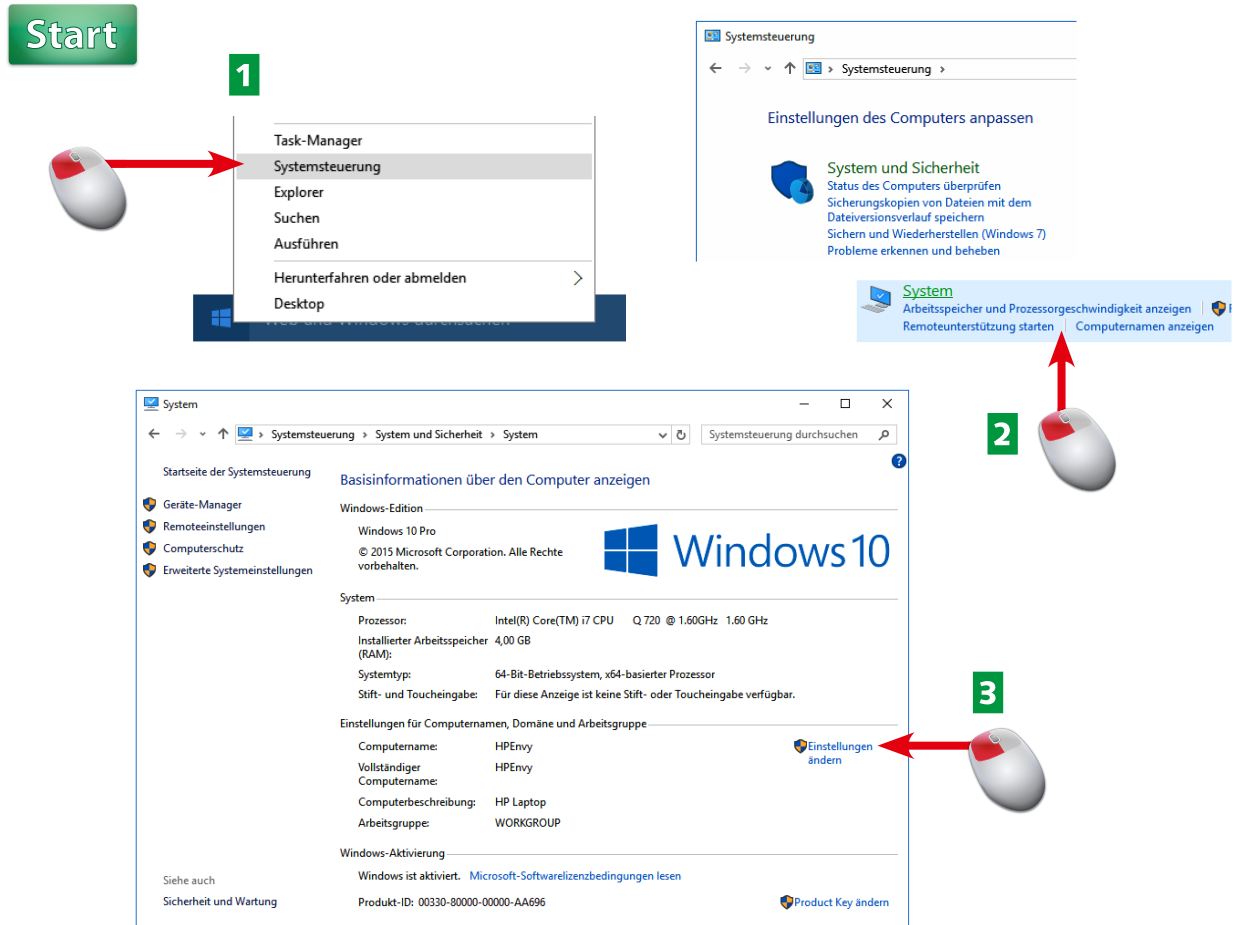 Start
1
Task-Manager
Systemsteuerung
Explorer
Suchen
Ausführen
Herunterfahren oder abmelden
Desktop
Web und Windows durchsuchen
Systemsteuerung
Systemsteuerung
Einstellungen des Computers anpassen
System und Sicherheit
Status des Computers überprüfen
Sicherungskopien von Dateien mit dem
Dateiversionsverlauf speichern
Sichern und Wiederherstellen (Windows 7)
Probleme erkennen und beheben
System
Arbeitsspeicher und Prozessorgeschwindigkeit anzeigen
Remoteunterstützung starten Computernamen anzeigen
2
System
Systemsteuerung System und Sicherheit System
Systemsteuerung durchsuchen
?
Startseite der Systemsteuerung
Geräte-Manager
Remoteeinstellungen
Computerschutz
Erweiterte Systemeinstellungen
Siehe auch
Sicherheit und Wartung
Basisinformationen über den Computer anzeigen
Windows-Edition
Windows 10 Pro
© 2015 Microsoft Corporation. Alle Rechte
vorbehalten.
Windows 10
System
Prozessor: Intel(R) Core(TM) i7 CPU Q 720 @ 1.60GHz 1.60 GHz
Installierter Arbeitsspeicher 4,00 GB
(RAM):
Systemtyp: 64-Bit-Betriebssystem, x64-basierter Prozessor
Stift- und Toucheingabe: Für diese Anzeige ist keine Stift- oder Toucheingabe verfügbar.
Einstellungen für Computernamen, Domäne und Arbeitsgruppe
Computername: HPEnvy
Vollständiger HPEnvy
Computername:
Computerbeschreibung: HP Laptop
Arbeitsgruppe: WORKGROUP
Einstellungen
ändern
3
Windows-Aktivierung
Windows ist aktiviert. Microsoft-Softwarelizenzbedingungen lesen
Produkt-ID: 00330-80000-00000-AA696
Product Key ändern